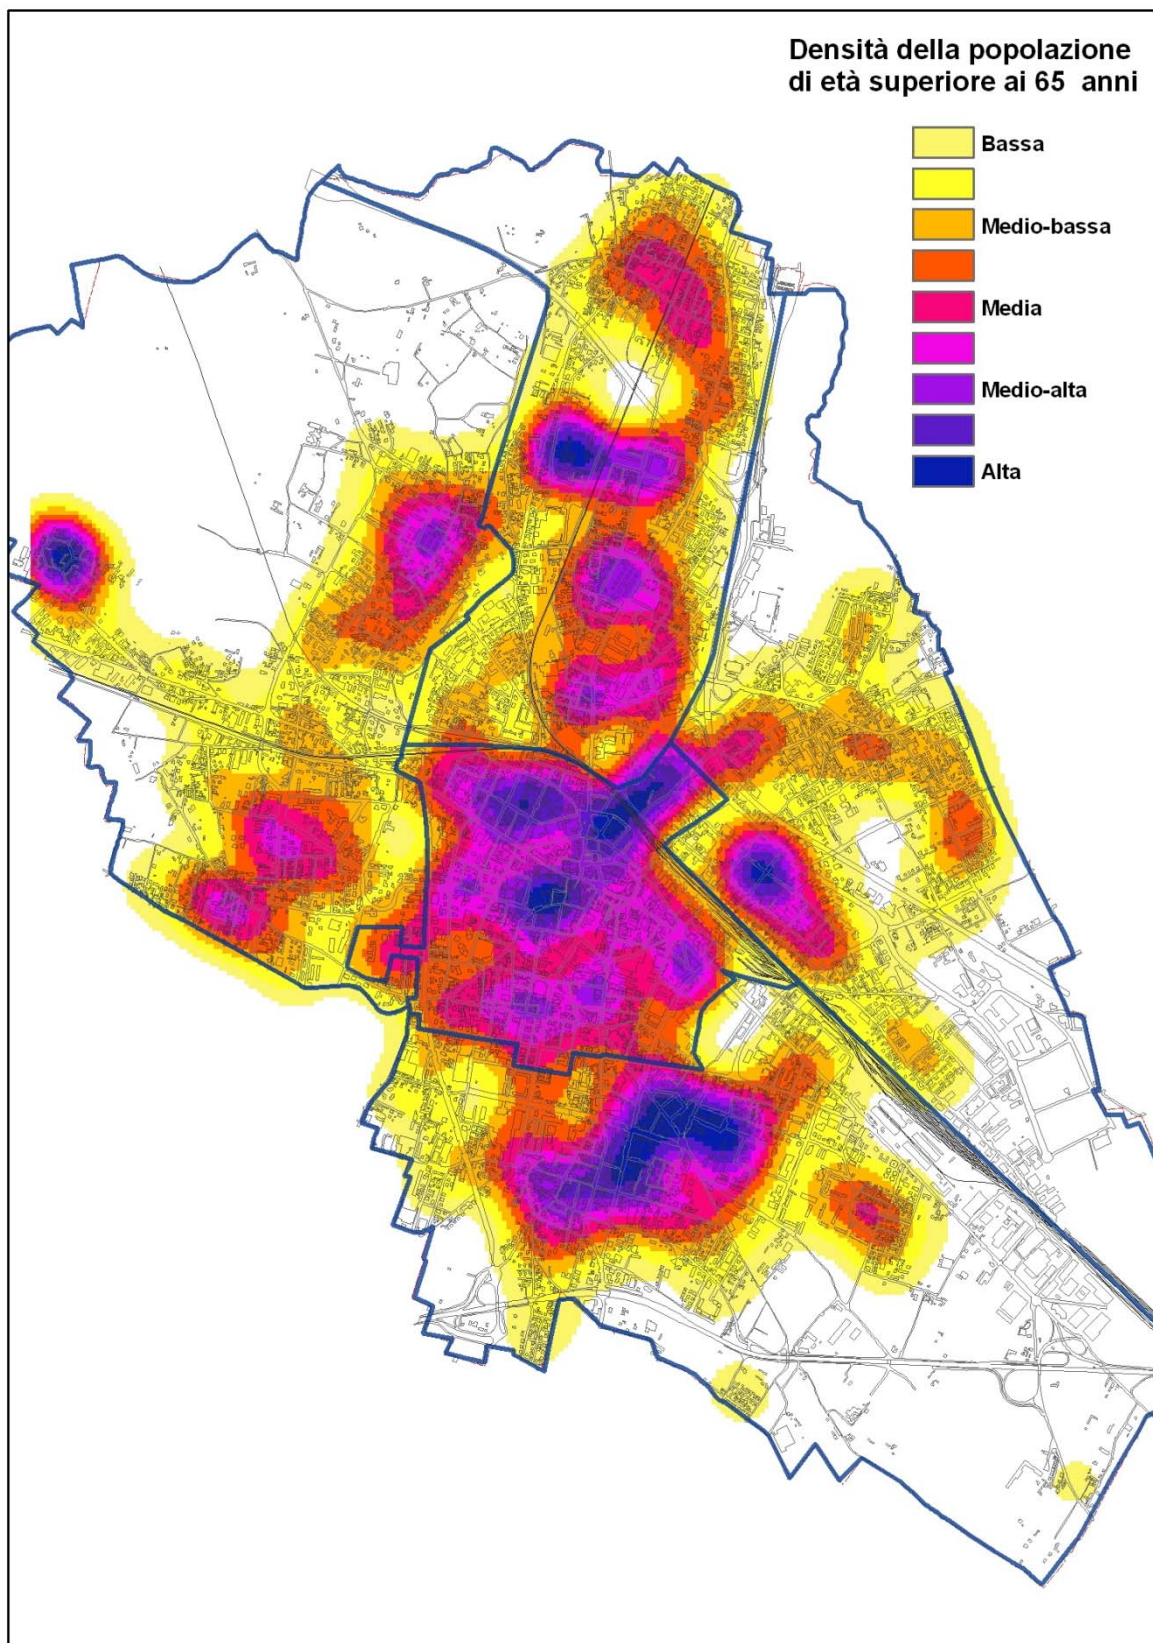 Densità della popolazione
di età superiore ai 65 anni
Bassa
Medio-bassa
Media
Medio-alta
Alta